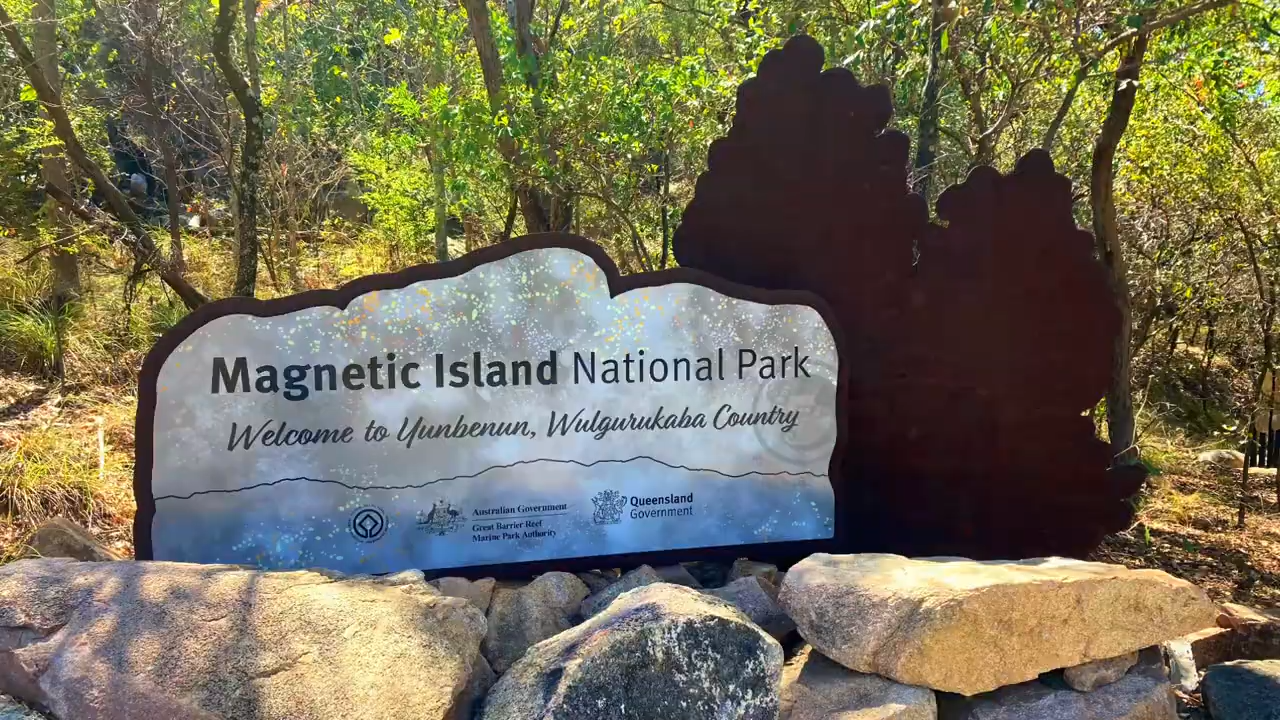 Magnetic Island National Park
Welcome to Yunbenun, Wulgurukaba Country
Australian Government
Great Barrier Reef
Marine Park Authority
Queensland
Government